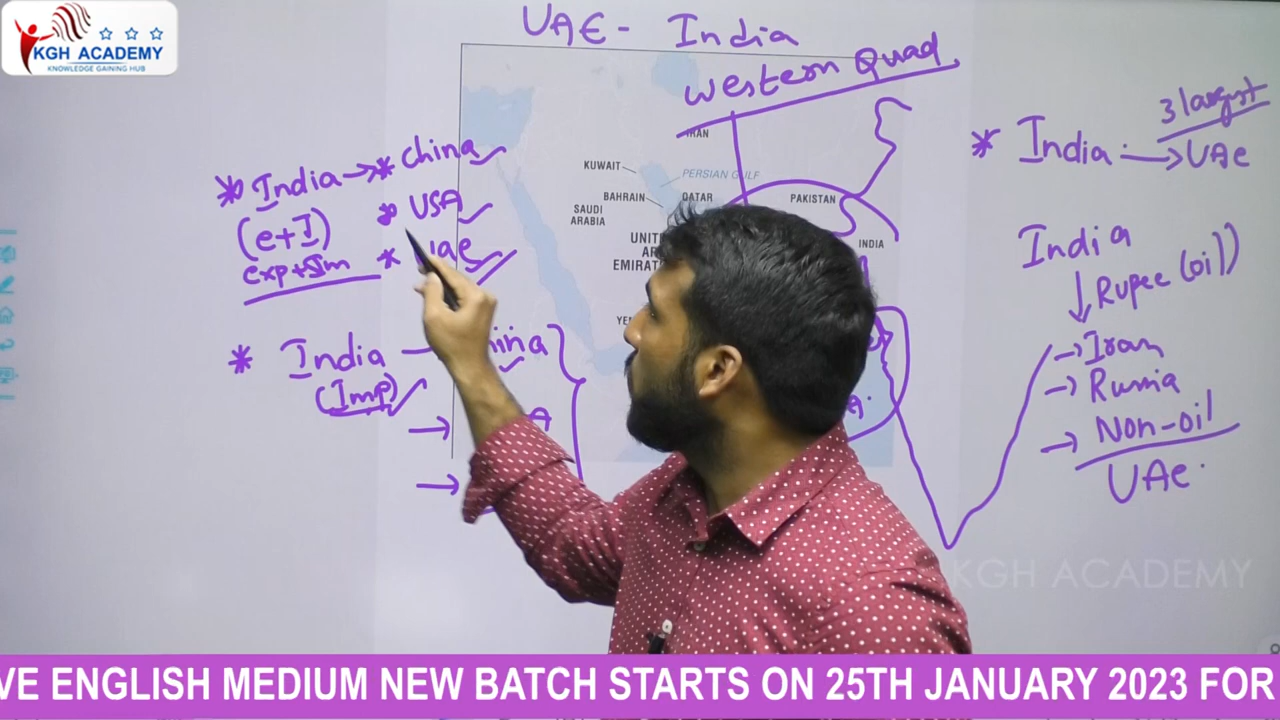 KGH ACADEMY
KNOWLEDGE GAINING HUB
UAE - India
Western Quad
IRAN
KUWAIT
PERSIAN GULF
BAHRAIN
QATAR
SAUDI
ARABIA
PAKISTAN
INDIA
* India → * China
(e+I)
* USA
* UAE
* India
(Imp)
3 largest
* India → UAE
India
↓ Rupee (oil)
→ Iran
→ Russia
→ Non-oil
UAE
KGH ACADEMY
VE ENGLISH MEDIUM NEW BATCH STARTS ON 25TH JANUARY 2023 FOR